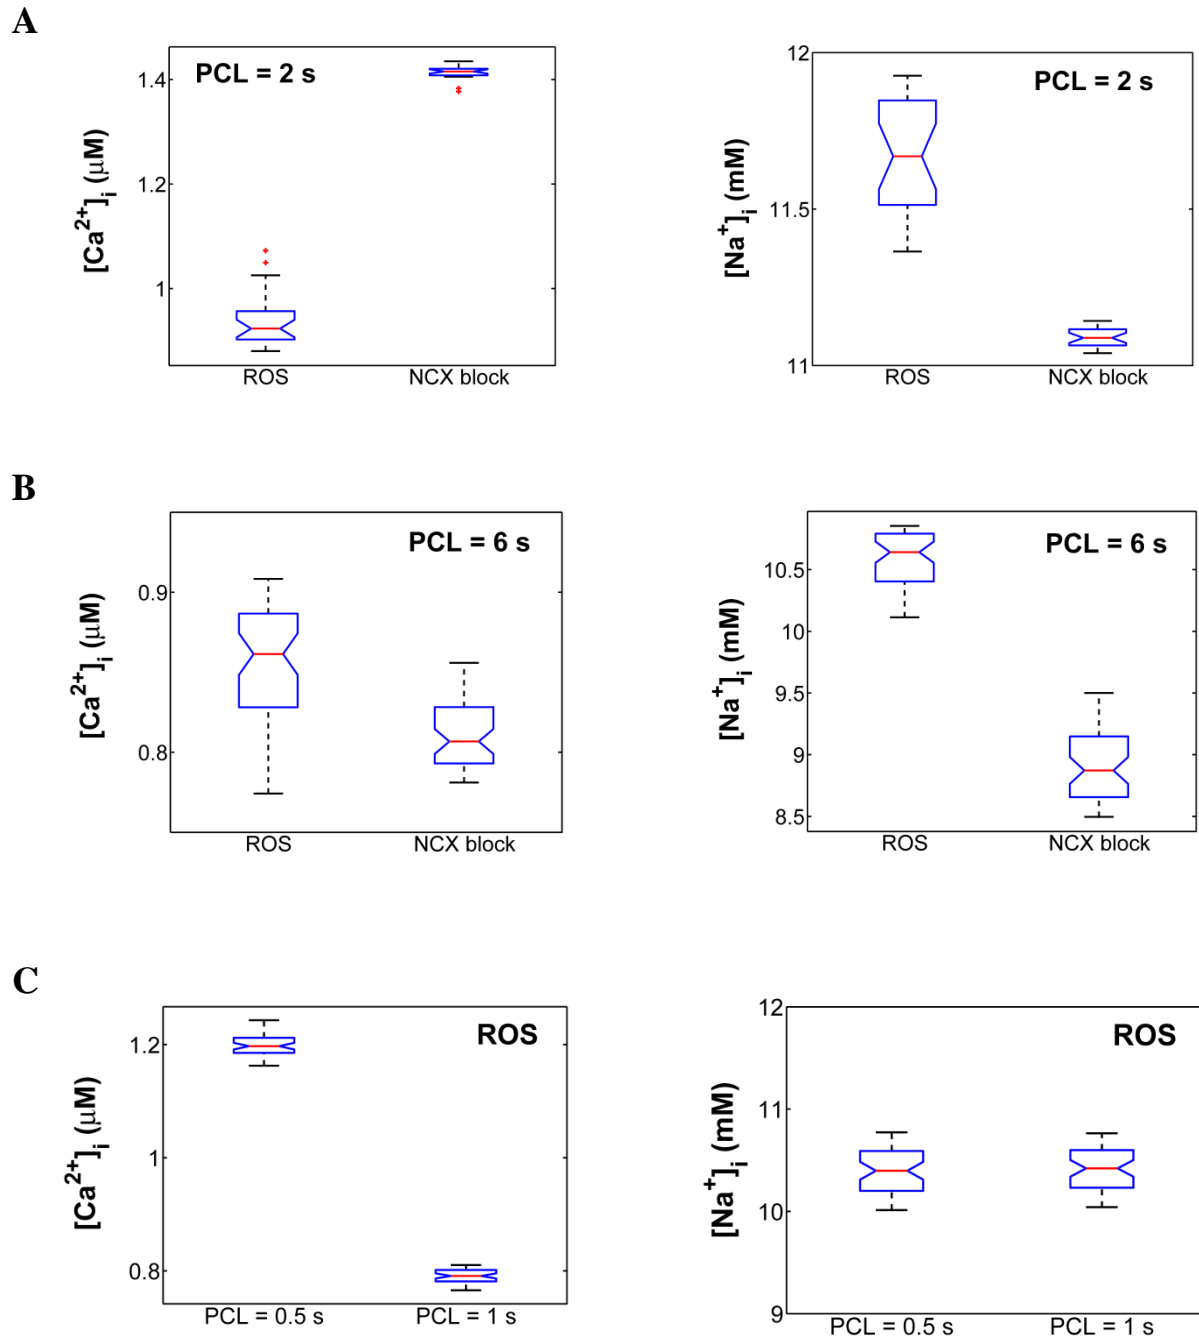 A
PCL = 2 s
1.4
1.2
1
[Ca²⁺]ᵢ (μM)
ROS NCX block
PCL = 2 s
12
11.5
11
[Na⁺]ᵢ (mM)
ROS NCX block
B
PCL = 6 s
0.9
0.8
[Ca²⁺]ᵢ (μM)
ROS NCX block
PCL = 6 s
10.5
10
9.5
9
8.5
[Na⁺]ᵢ (mM)
ROS NCX block
C
ROS
1.2
1
0.8
[Ca²⁺]ᵢ (μM)
PCL = 0.5 s PCL = 1 s
ROS
12
11
10
9
[Na⁺]ᵢ (mM)
PCL = 0.5 s PCL = 1 s